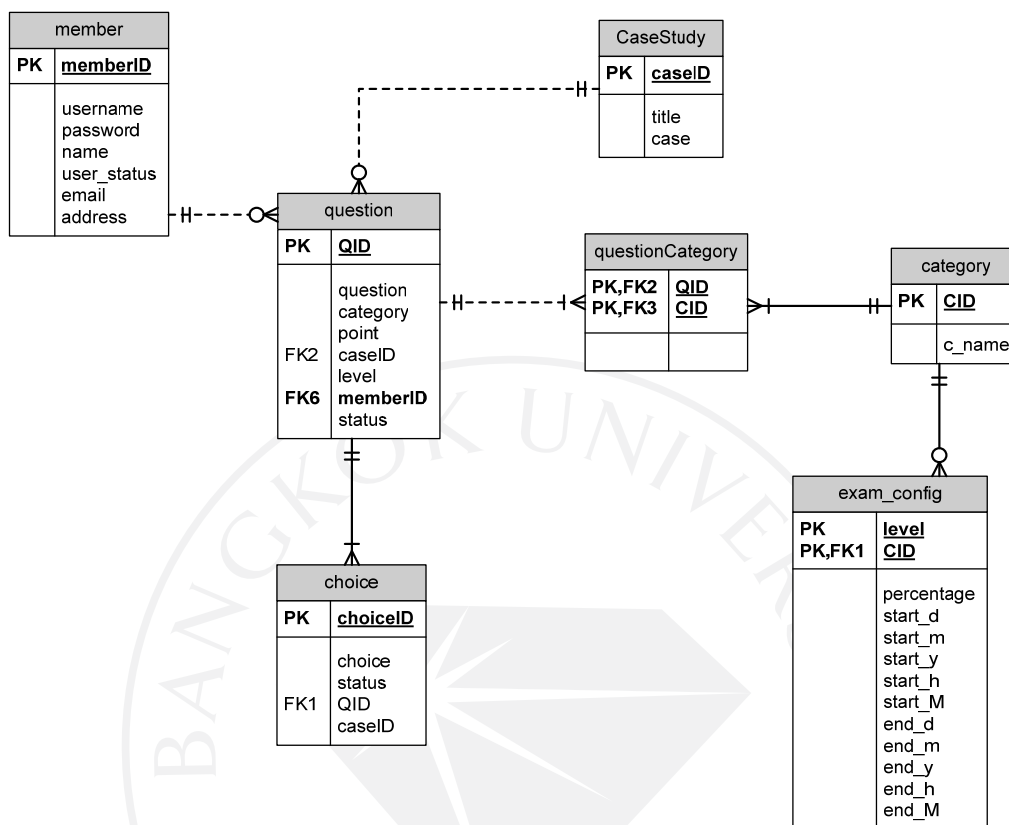 member
PK memberID
username
password
name
user_status
email
address
CaseStudy
PK caseID
title
case
question
PK QID
question
category
point
FK2 caseID
level
FK6 memberID
status
questionCategory
PK,FK2 QID
PK,FK3 CID
category
PK CID
c_name
choice
PK choiceID
choice
status
FK1 QID
caseID
exam_config
PK level
PK,FK1 CID
percentage
start_d
start_m
start_y
start_h
start_M
end_d
end_m
end_y
end_h
end_M
BANGKOK UNIVE